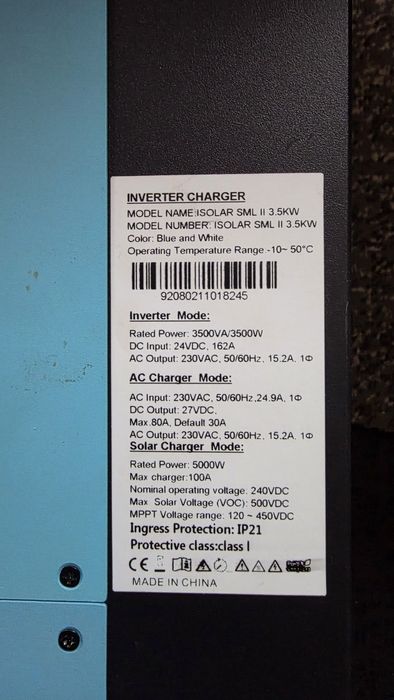 INVERTER CHARGER
MODEL NAME:ISOLAR SML II 3.5KW
MODEL NUMBER: ISOLAR SML II 3.5KW
Color: Blue and White
Operating Temperature Range:-10~ 50°C
92080211018245
Inverter Mode:
Rated Power: 3500VA/3500W
DC Input: 24VDC, 162A
AC Output: 230VAC, 50/60Hz, 15.2A, 1Φ
AC Charger Mode:
AC Input: 230VAC, 50/60Hz,24.9A, 1Φ
DC Output: 27VDC,
Max.80A, Default 30A
AC Output: 230VAC, 50/60Hz, 15.2A, 1Φ
Solar Charger Mode:
Rated Power: 5000W
Max charger:100A
Nominal operating voltage: 240VDC
Max Solar Voltage (VOC): 500VDC
MPPT Voltage range: 120 ~ 450VDC
Ingress Protection: IP21
Protective class:class I
CE
MADE IN CHINA